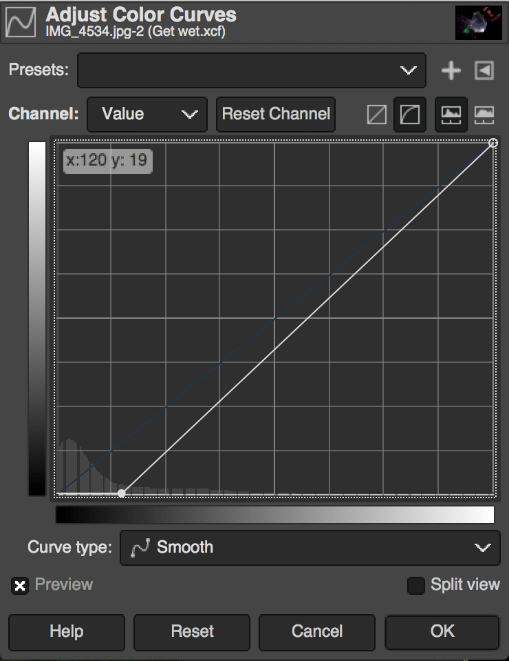 Adjust Color Curves
IMG_4534.jpg-2 (Get wet.xcf)
Presets:
Channel: Value Reset Channel
x:120 y: 19
Curve type: Smooth
Preview Split view
Help Reset Cancel OK